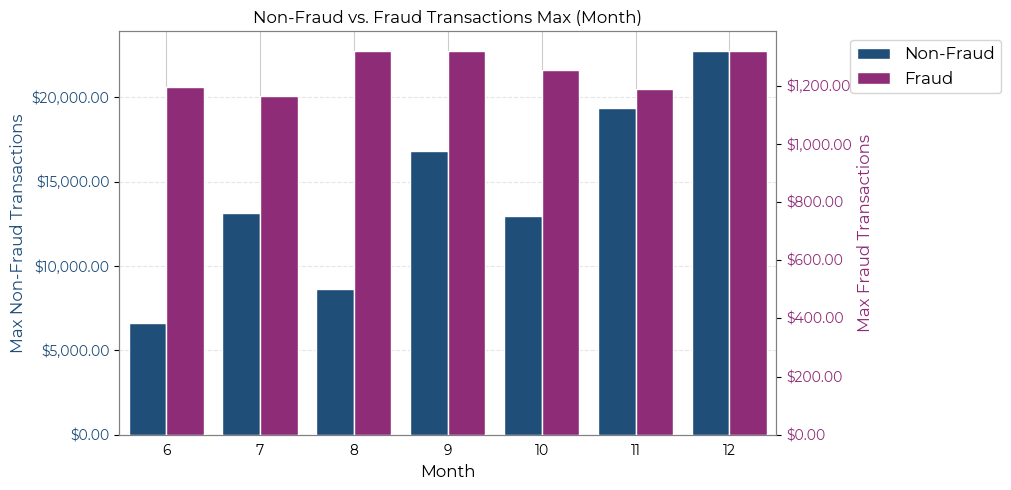 Non-Fraud vs. Fraud Transactions Max (Month)
Non-Fraud
Fraud
Max Non-Fraud Transactions
$20,000.00
$15,000.00
$10,000.00
$5,000.00
$0.00
$1,200.00
$1,000.00
$800.00
$600.00
$400.00
$200.00
$0.00
Max Fraud Transactions
6 7 8 9 10 11 12
Month